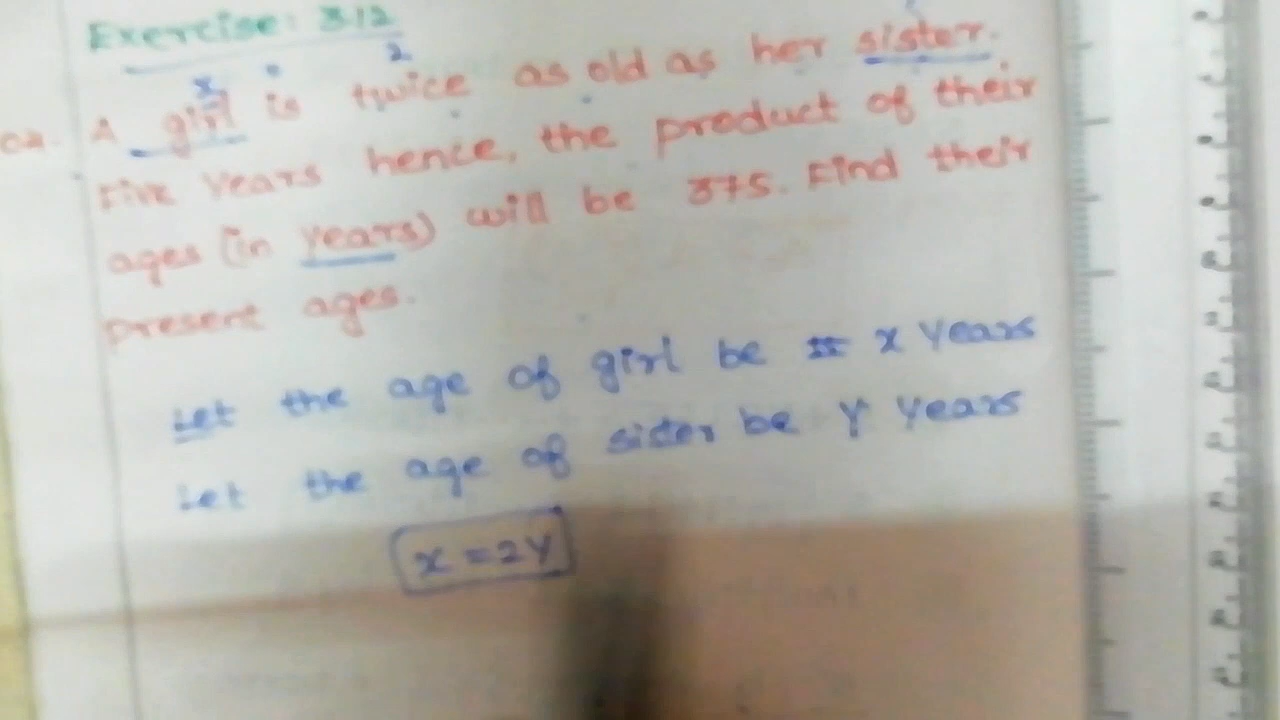 Exercise: 3.12
x 2
02. A girl is twice as old as her sister.
Five years hence, the product of their
ages (in years) will be 375. Find their
present ages.
Let the age of girl be x years
Let the age of sister be y years
x = 2y